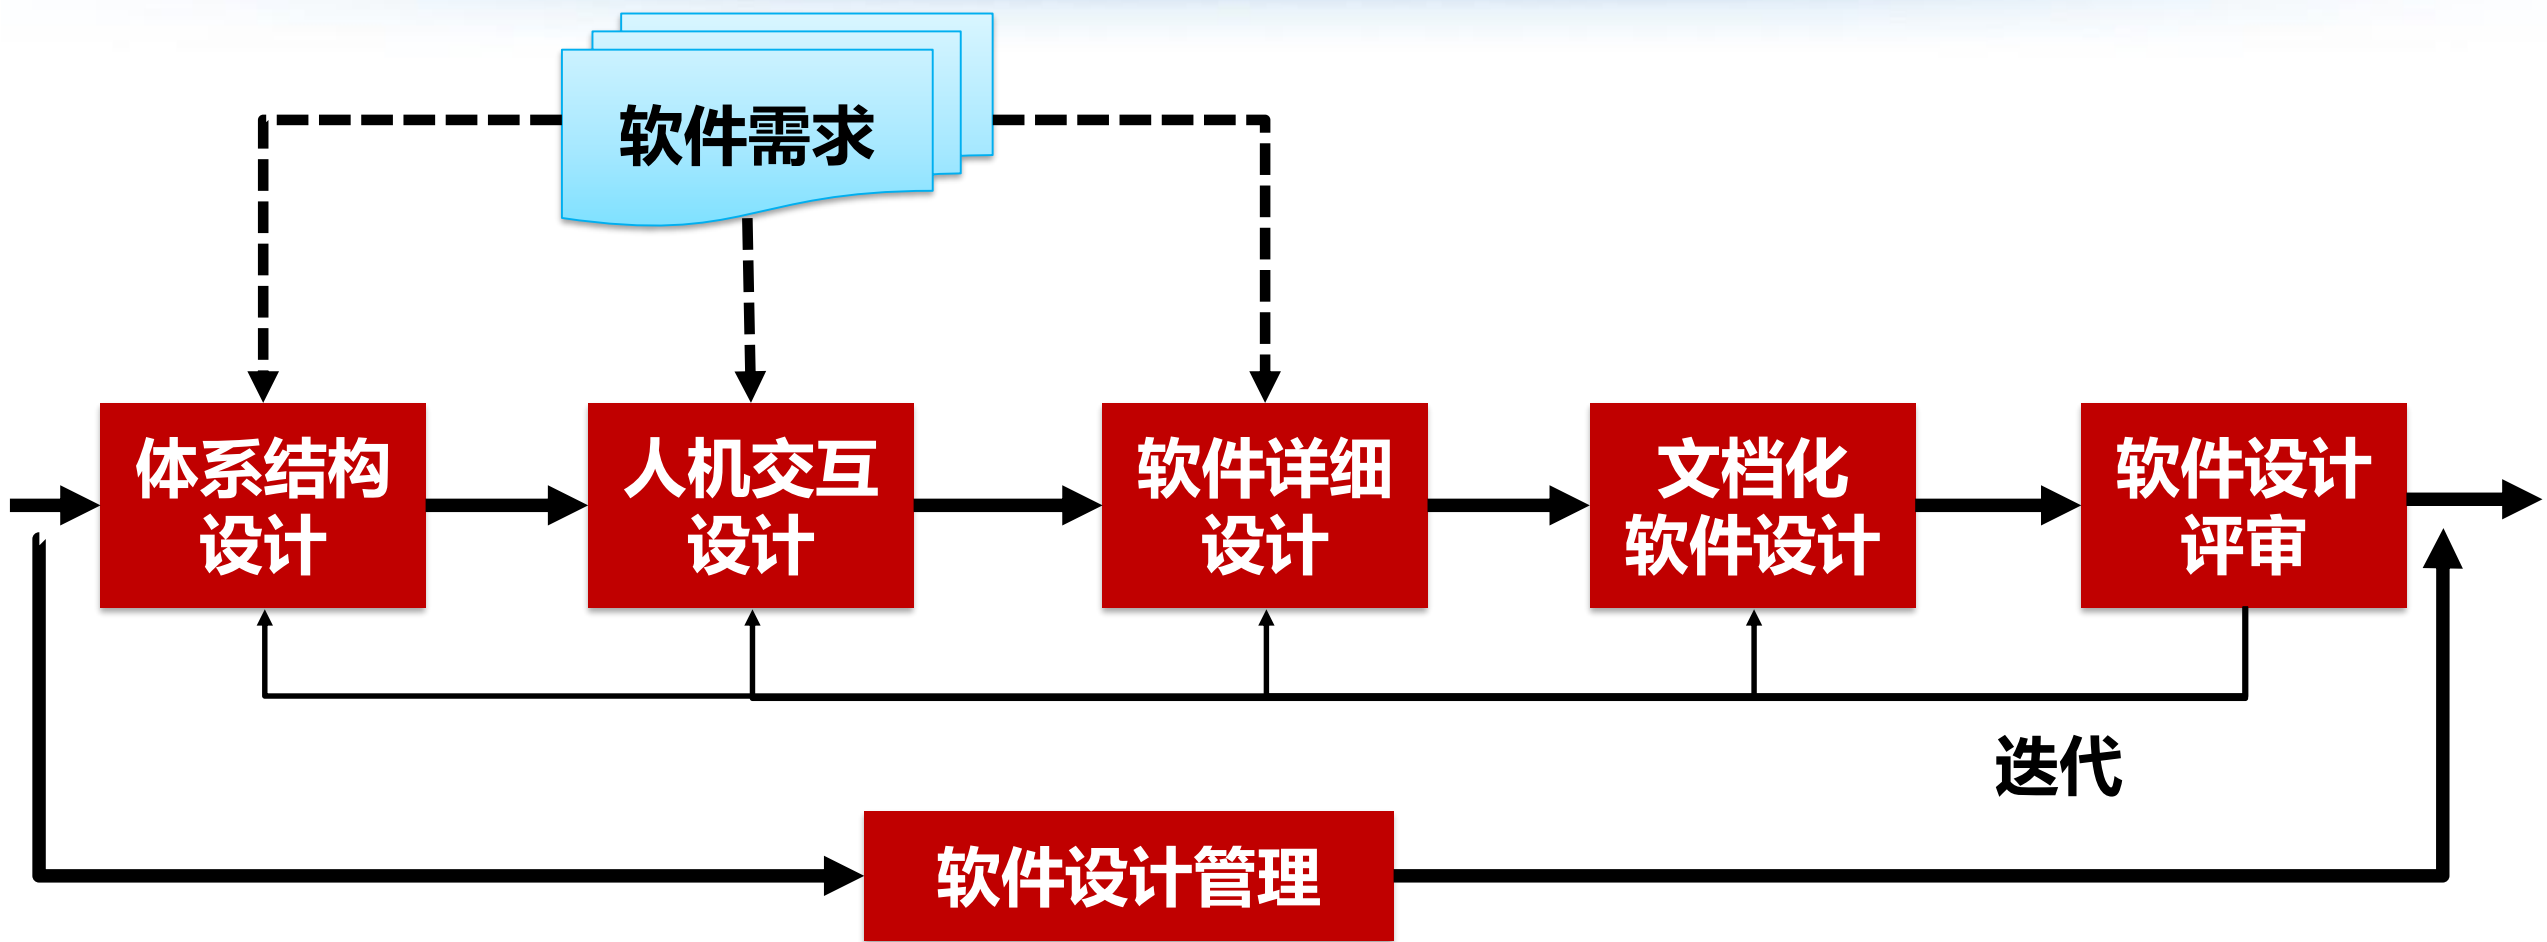 软件需求
体系结构
设计
人机交互
设计
软件详细
设计
文档化
软件设计
软件设计
评审
迭代
软件设计管理